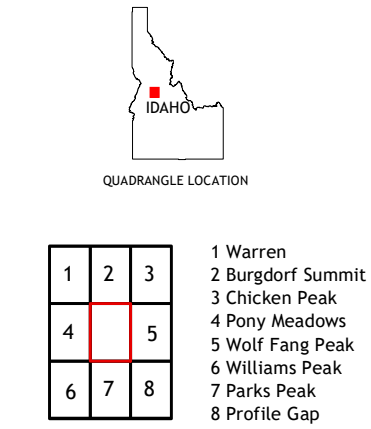 IDAHO
QUADRANGLE LOCATION
1 2 3
4 5
6 7 8
1 Warren
2 Burgdorf Summit
3 Chicken Peak
4 Pony Meadows
5 Wolf Fang Peak
6 Williams Peak
7 Parks Peak
8 Profile Gap